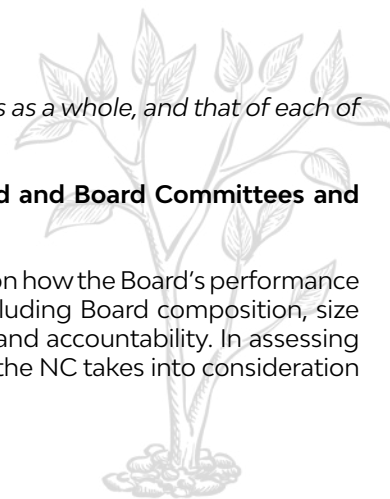 s as a whole, and that of each of
d and Board Committees and
on how the Board's performance
cluding Board composition, size
and accountability. In assessing
the NC takes into consideration